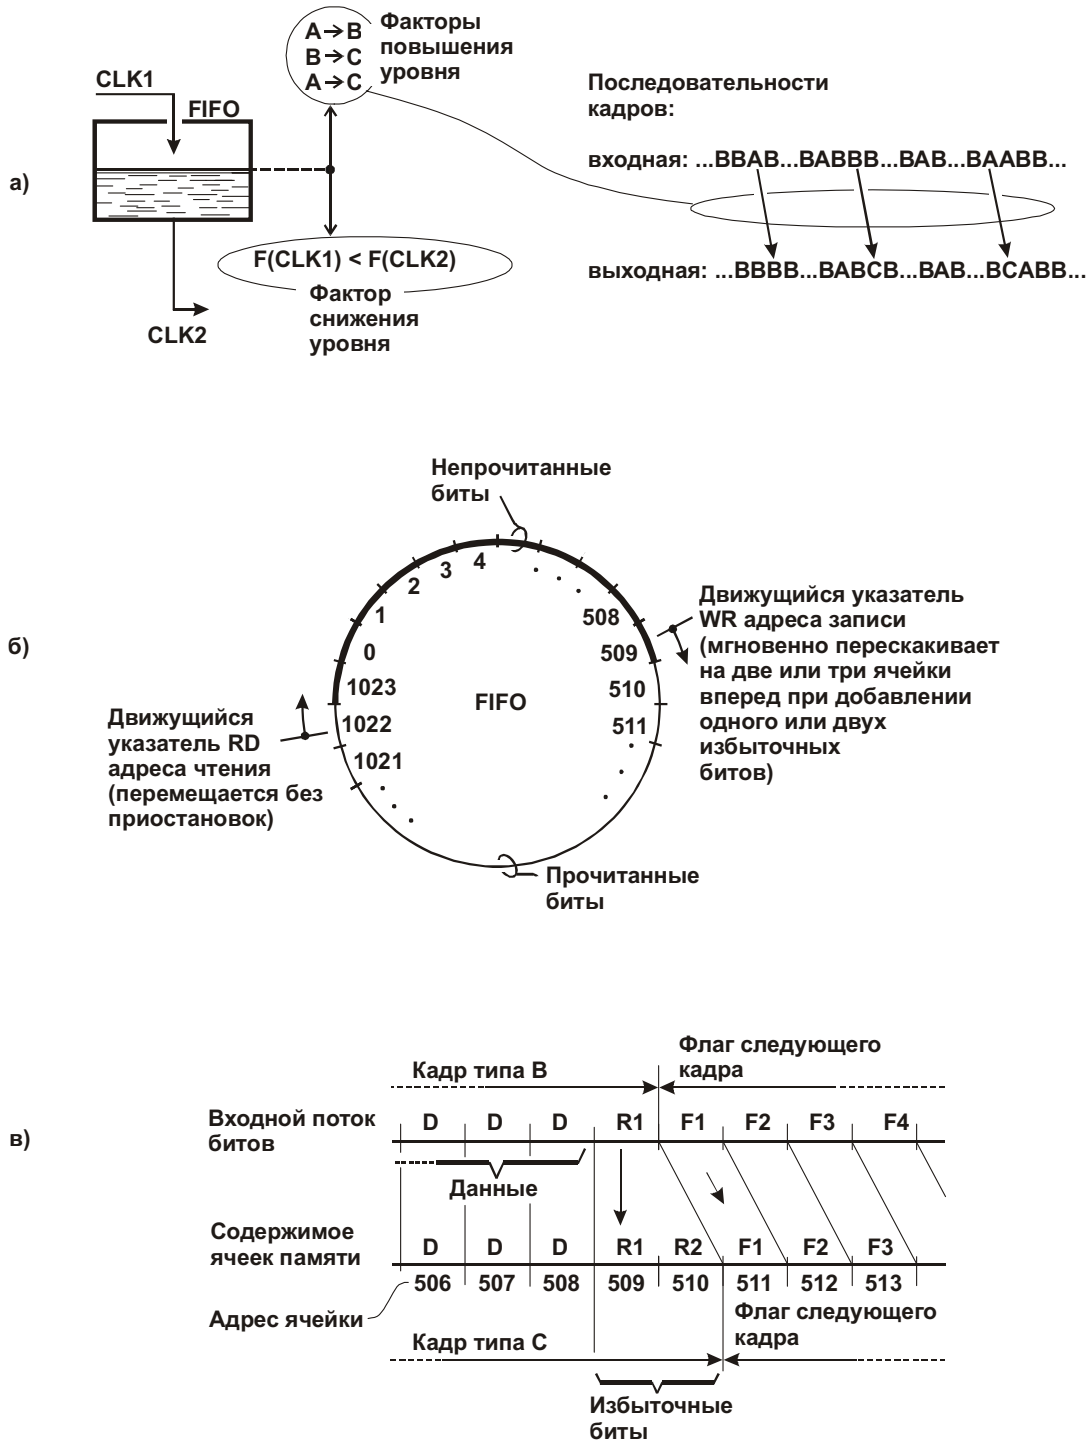 а)
CLK1
FIFO
A→B
B→C
A→C
Факторы
повышения
уровня
F(CLK1) < F(CLK2)
Фактор
снижения
уровня
CLK2
Последовательности
кадров:
входная: ...BBAB...BABBB...BAB...BAABB...
выходная: ...BBBB...BABCB...BAB...BCABB...
б)
Непрочитанные
биты
4
3
2
1
0
1023
1022
1021
508
509
510
511
FIFO
Движущийся указатель
WR адреса записи
(мгновенно перескакивает
на две или три ячейки
вперед при добавлении
одного или двух
избыточных
битов)
Движущийся
указатель RD
адреса чтения
(перемещается без
приостановок)
Прочитанные
биты
в)
Кадр типа B
Флаг следующего
кадра
Входной поток
битов
D D D R1 F1 F2 F3 F4
Данные
Содержимое
ячеек памяти
D D D R1 R2 F1 F2 F3
506 507 508 509 510 511 512 513
Адрес ячейки
Флаг следующего
кадра
Кадр типа C
Избыточные
биты